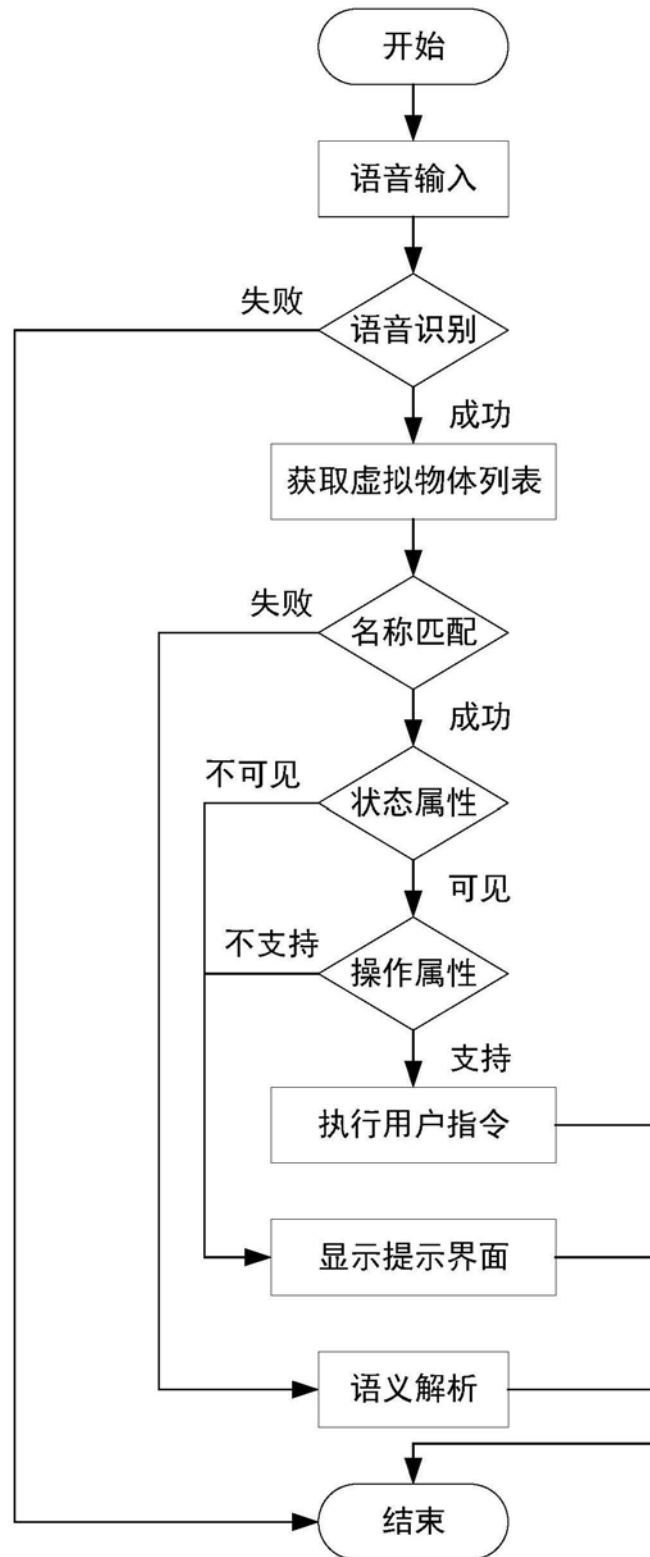 开始
语音输入
失败
语音识别
成功
获取虚拟物体列表
失败
名称匹配
成功
不可见
状态属性
可见
不支持
操作属性
支持
执行用户指令
显示提示界面
语义解析
结束